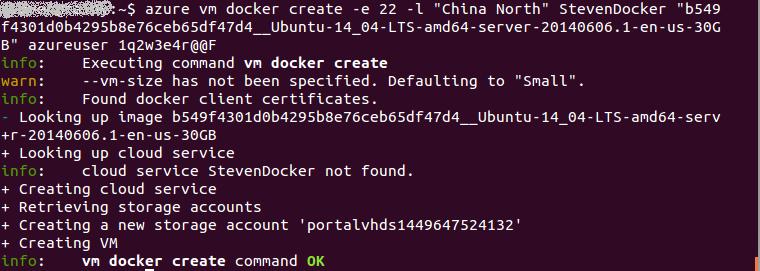 :~$ azure vm docker create -e 22 -l "China North" StevenDocker "b549
f4301d0b4295b8e76ceb65df47d4__Ubuntu-14_04-LTS-amd64-server-20140606.1-en-us-30G
B" azureuser 1q2w3e4r@@F
info:    Executing command vm docker create
warn:    --vm-size has not been specified. Defaulting to "Small".
info:    Found docker client certificates.
- Looking up image b549f4301d0b4295b8e76ceb65df47d4__Ubuntu-14_04-LTS-amd64-serv
+r-20140606.1-en-us-30GB
+ Looking up cloud service
info:    cloud service StevenDocker not found.
+ Creating cloud service
+ Retrieving storage accounts
+ Creating a new storage account 'portalvhds1449647524132'
+ Creating VM
info:    vm docker create command OK